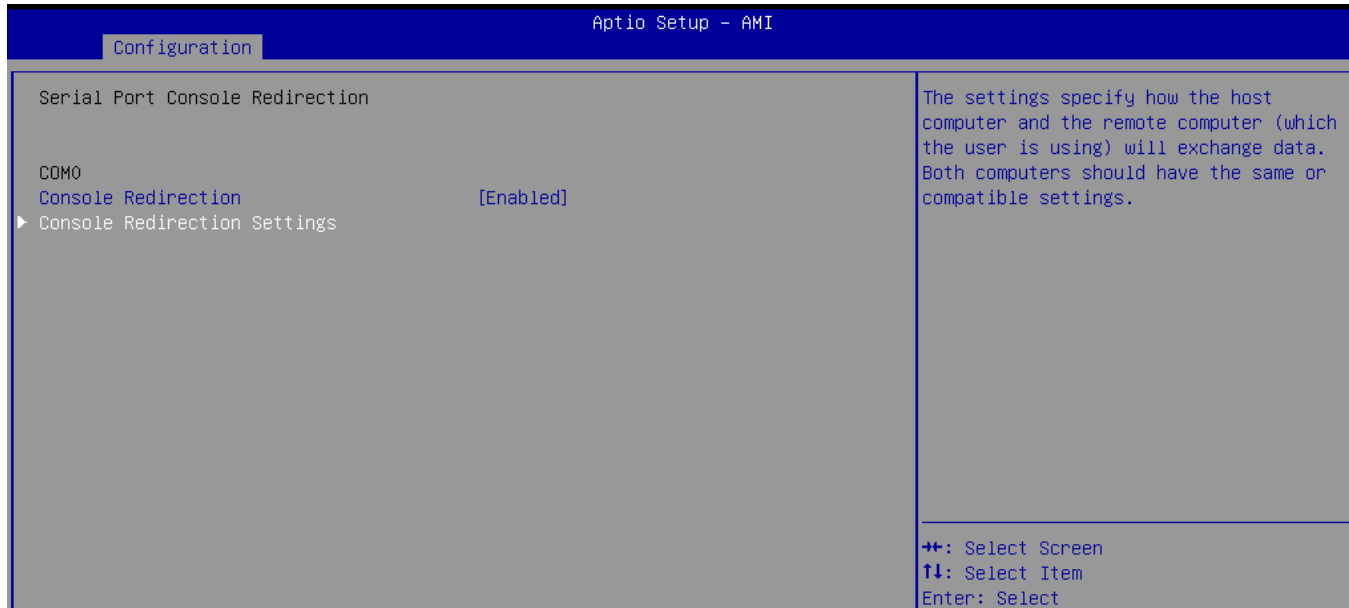 Aptio Setup – AMI
Configuration
Serial Port Console Redirection
COM0
Console Redirection [Enabled]
Console Redirection Settings
The settings specify how the host
computer and the remote computer (which
the user is using) will exchange data.
Both computers should have the same or
compatible settings.
→←: Select Screen
↑↓: Select Item
Enter: Select